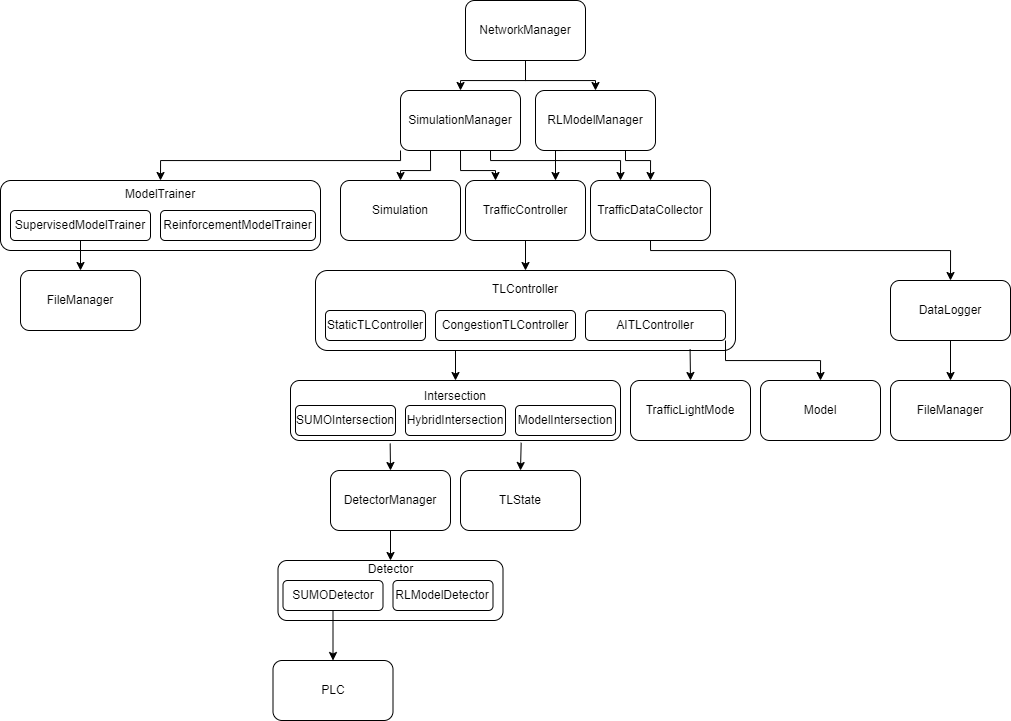 NetworkManager
SimulationManager
RLModelManager
ModelTrainer
SupervisedModelTrainer
ReinforcementModelTrainer
Simulation
TrafficController
TrafficDataCollector
FileManager
TLController
StaticTLController
CongestionTLController
AITLController
DataLogger
Intersection
SUMOIntersection
HybridIntersection
ModelIntersection
TrafficLightMode
Model
FileManager
DetectorManager
TLState
Detector
SUMODetector
RLModelDetector
PLC